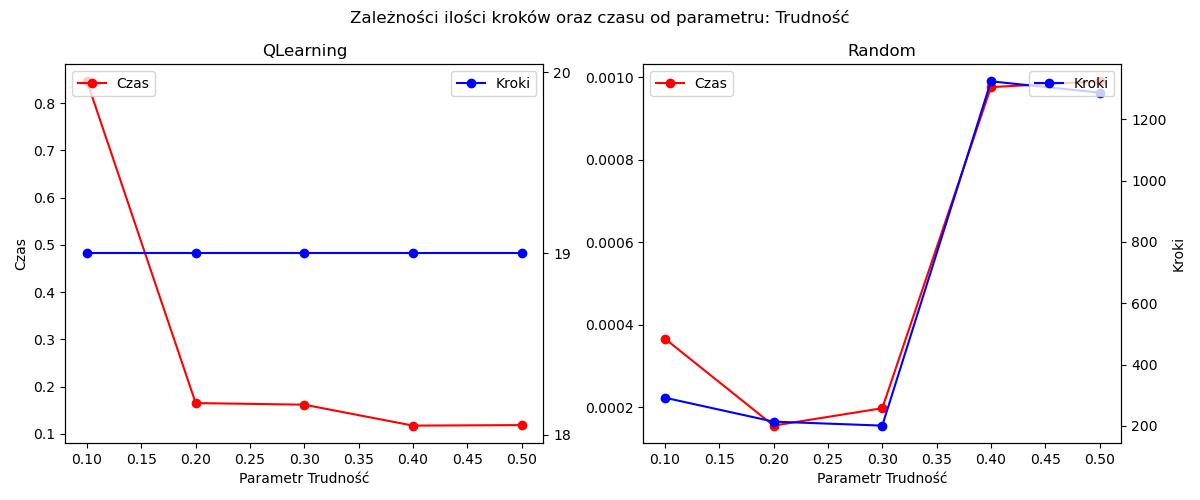 Zależności ilości kroków oraz czasu od parametru: Trudność
QLearning
Czas
Kroki
0.8
0.7
0.6
0.5
0.4
0.3
0.2
0.1
Czas
20
19
18
0.10 0.15 0.20 0.25 0.30 0.35 0.40 0.45 0.50
Parametr Trudność
Random
Czas
Kroki
0.0010
0.0008
0.0006
0.0004
0.0002
1200
1000
800
600
400
200
Kroki
0.10 0.15 0.20 0.25 0.30 0.35 0.40 0.45 0.50
Parametr Trudność